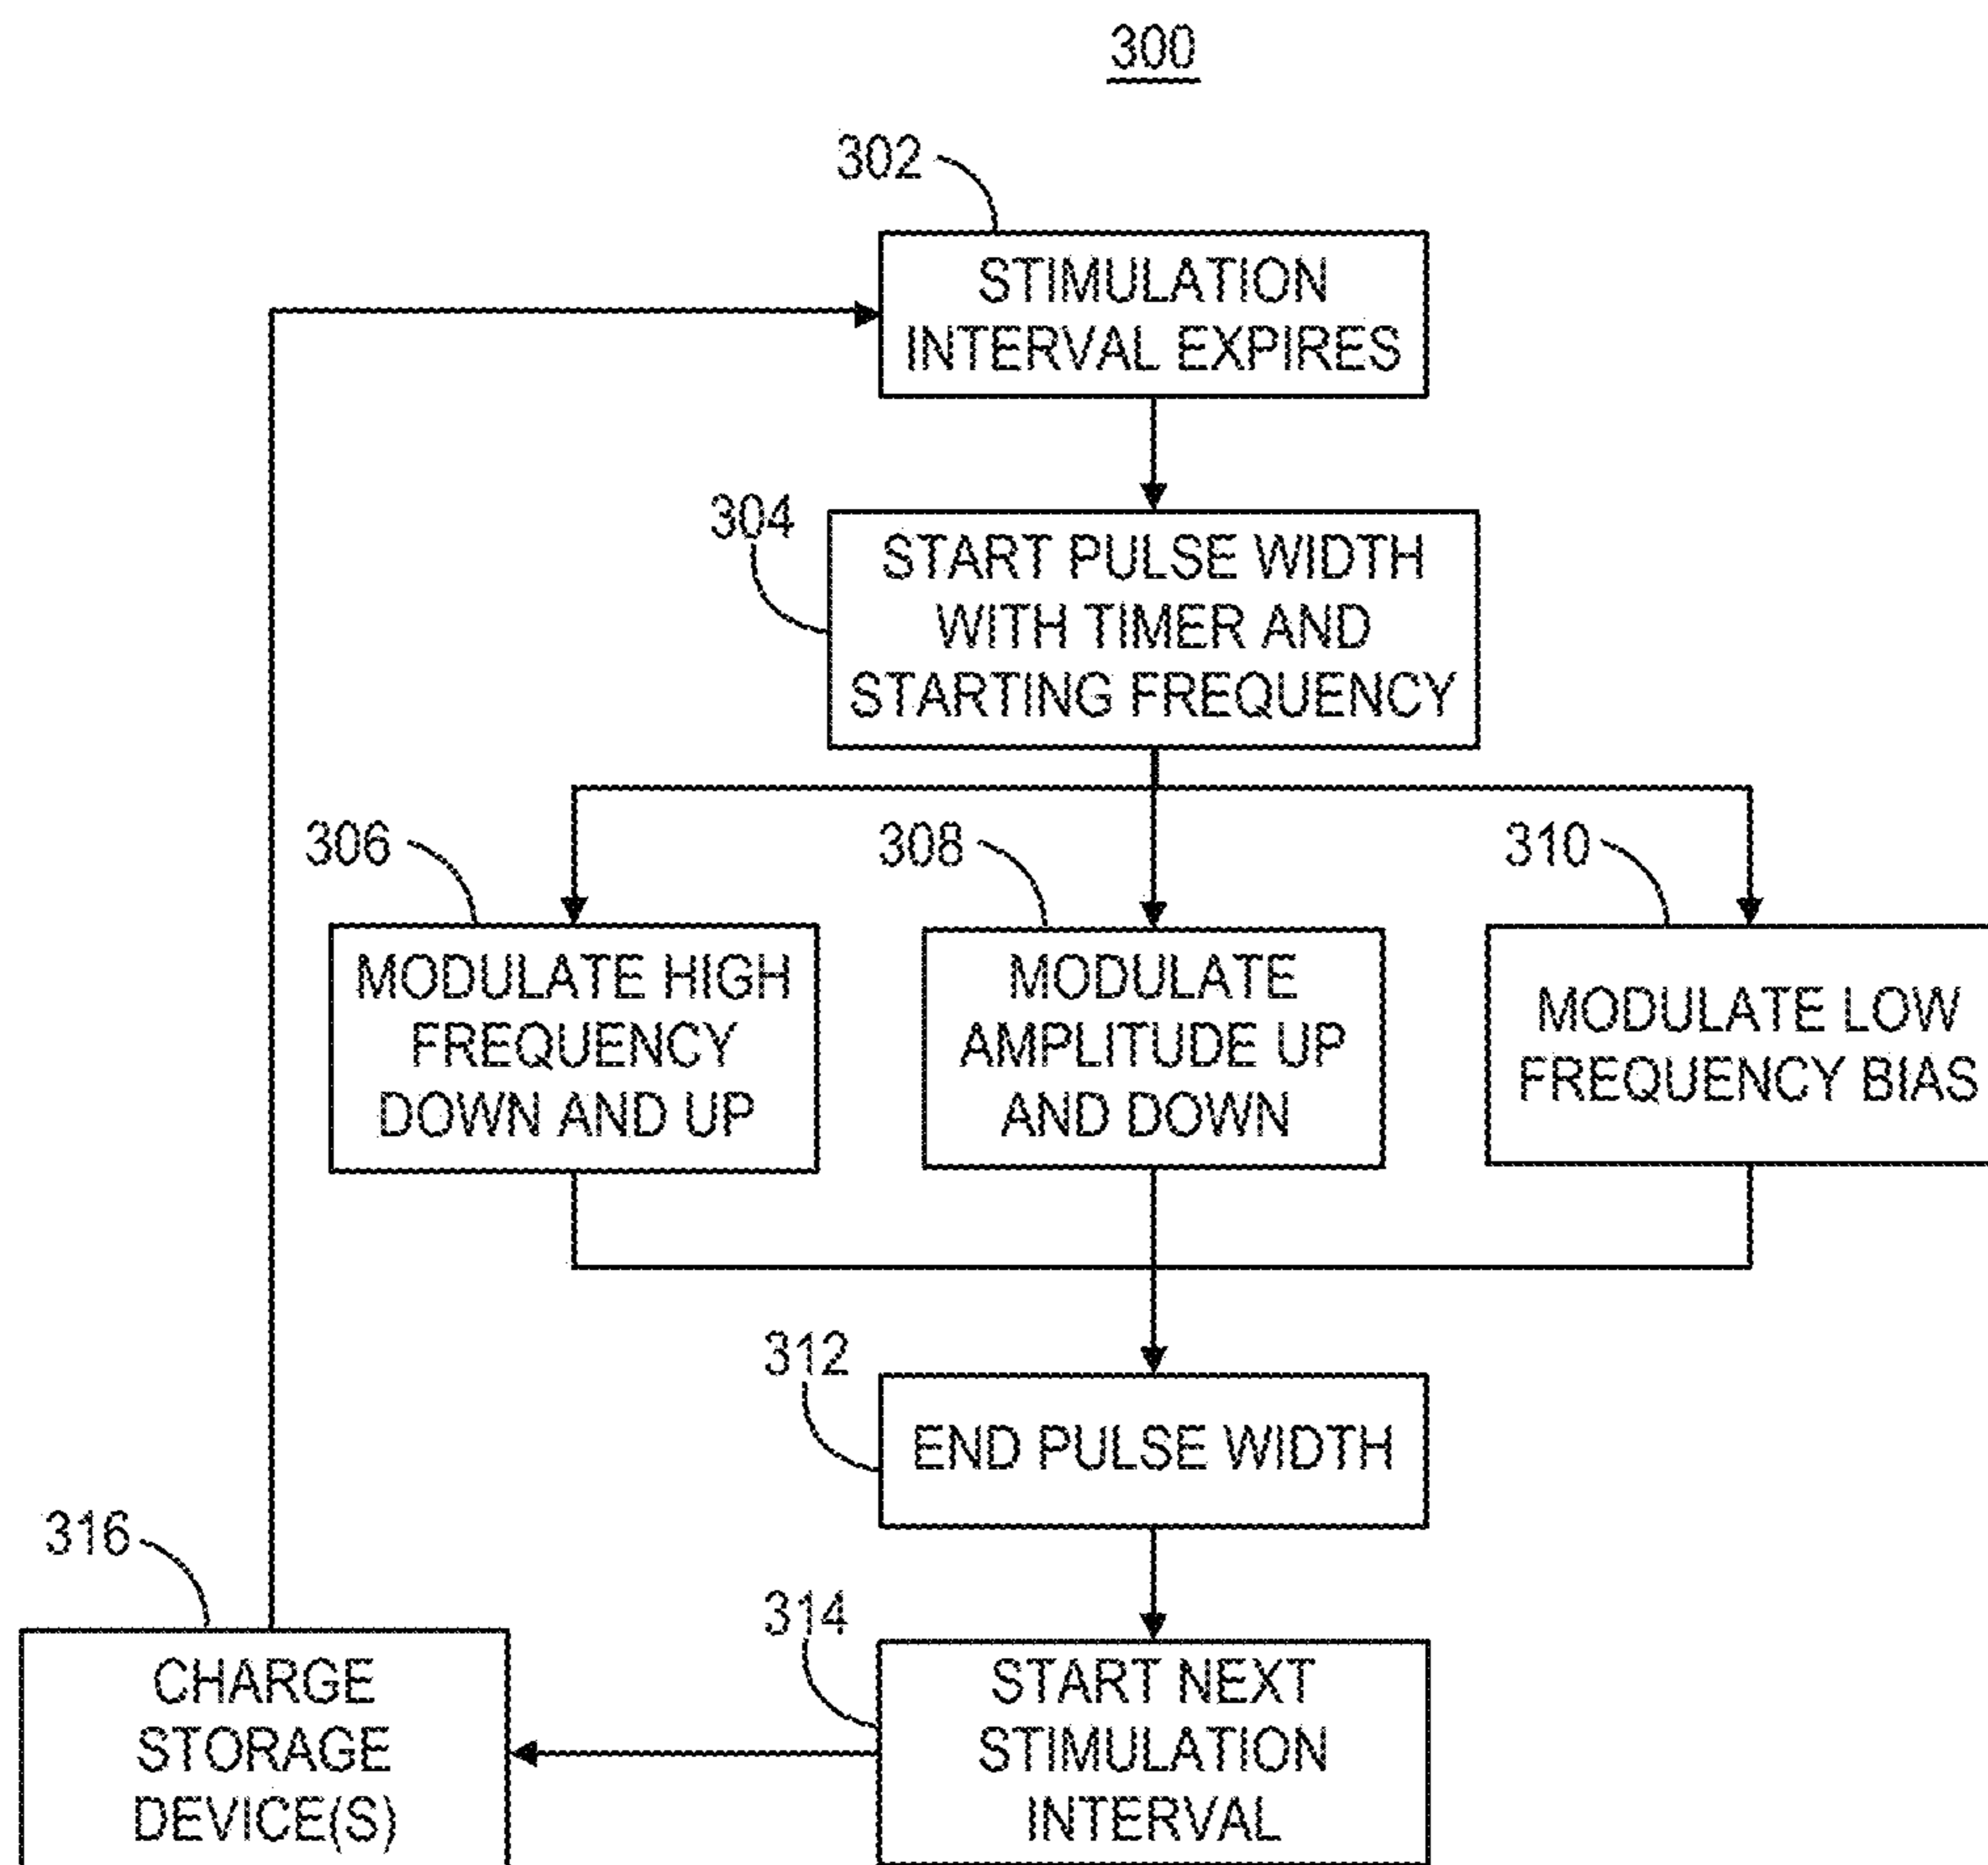 300
302
STIMULATION
INTERVAL EXPIRES
304
START PULSE WIDTH
WITH TIMER AND
STARTING FREQUENCY
306
MODULATE HIGH
FREQUENCY
DOWN AND UP
308
MODULATE
AMPLITUDE UP
AND DOWN
310
MODULATE LOW
FREQUENCY BIAS
312
END PULSE WIDTH
314
START NEXT
STIMULATION
INTERVAL
316
CHARGE
STORAGE
DEVICE(S)